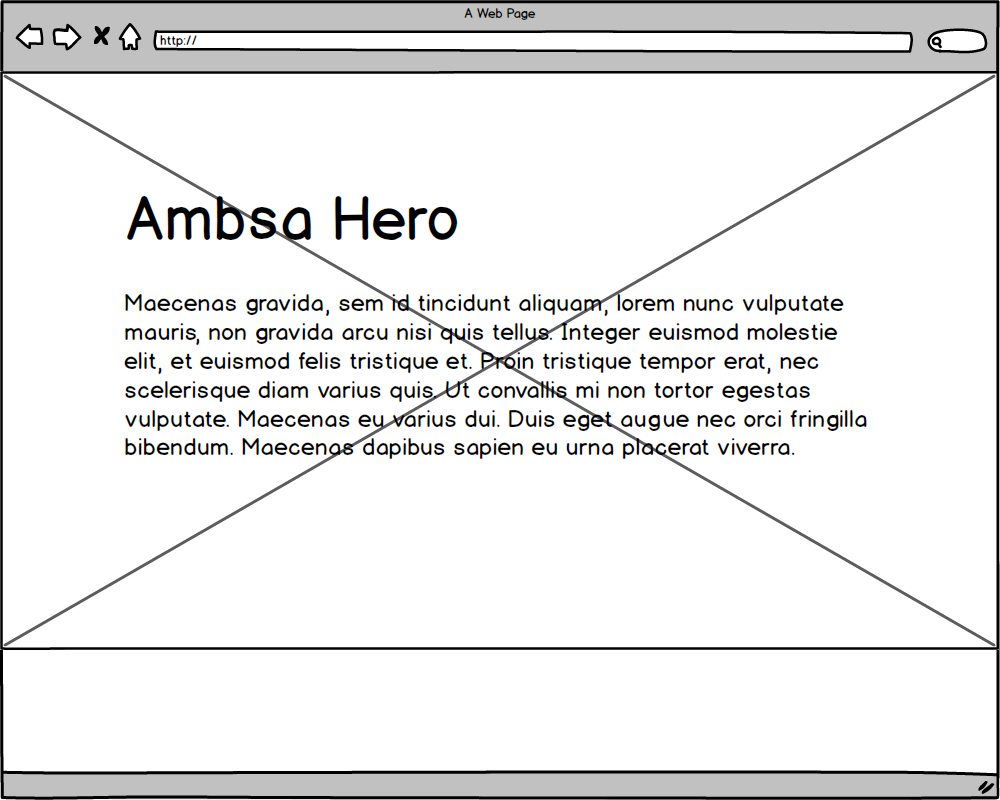 A Web Page
http://
Ambsa Hero
Maecenas gravida, sem id tincidunt aliquam, lorem nunc vulputate
mauris, non gravida arcu nisi quis tellus. Integer euismod molestie
elit, et euismod felis tristique et. Proin tristique tempor erat, nec
scelerisque diam varius quis. Ut convallis mi non tortor egestas
vulputate. Maecenas eu varius dui. Duis eget augue nec orci fringilla
bibendum. Maecenas dapibus sapien eu urna placerat viverra.